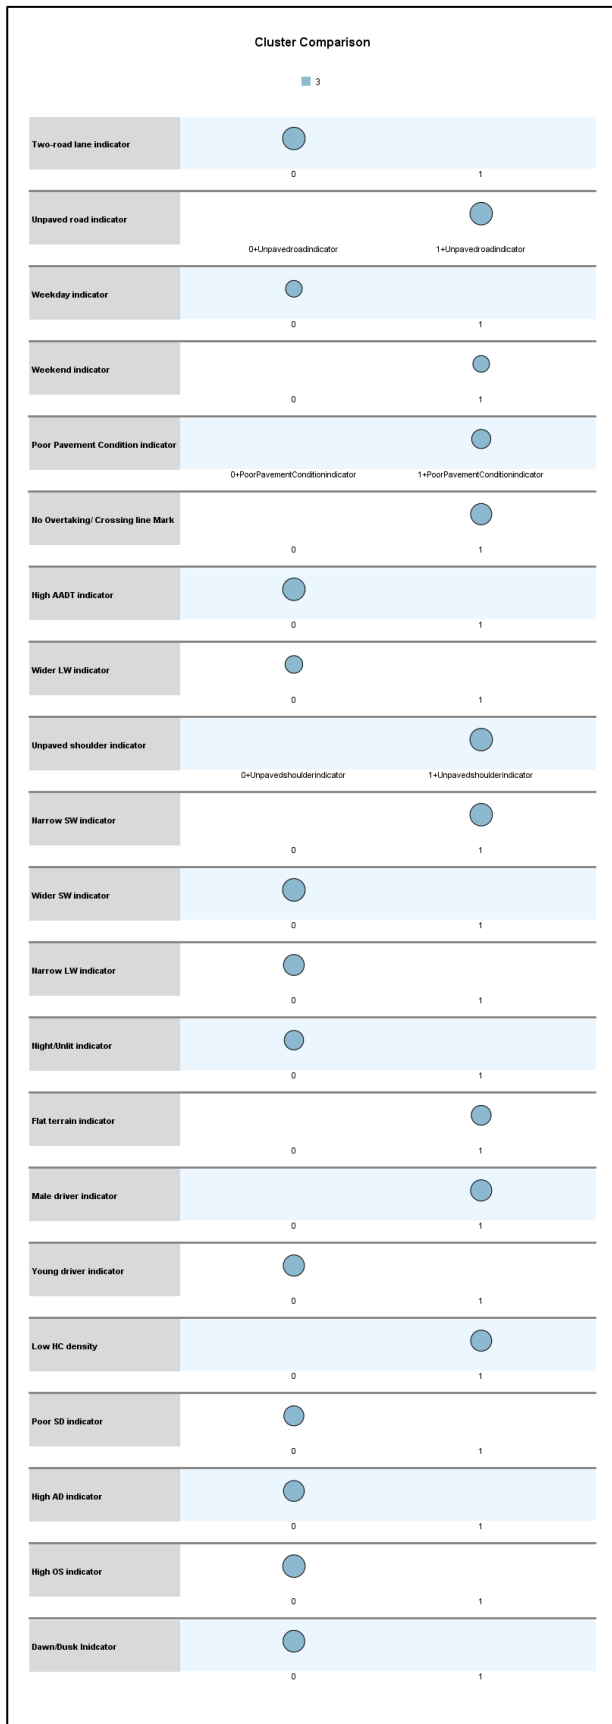 Cluster Comparison
3
Two-road lane indicator
0 1
Unpaved road indicator
0+Unpavedroadindicator 1+Unpavedroadindicator
Weekday indicator
0 1
Weekend indicator
0 1
Poor Pavement Condition indicator
0+PoorPavementConditionindicator 1+PoorPavementConditionindicator
No Overtaking/ Crossing line Mark
0 1
High AADT indicator
0 1
Wider LW indicator
0 1
Unpaved shoulder indicator
0+Unpavedshoulderindicator 1+Unpavedshoulderindicator
Narrow SW indicator
0 1
Wider SW indicator
0 1
Narrow LW indicator
0 1
Night/Unlit indicator
0 1
Flat terrain indicator
0 1
Male driver indicator
0 1
Young driver indicator
0 1
Low HC density
0 1
Poor SD indicator
0 1
High AD indicator
0 1
High OS indicator
0 1
Dawn/Dusk Inidcator
0 1